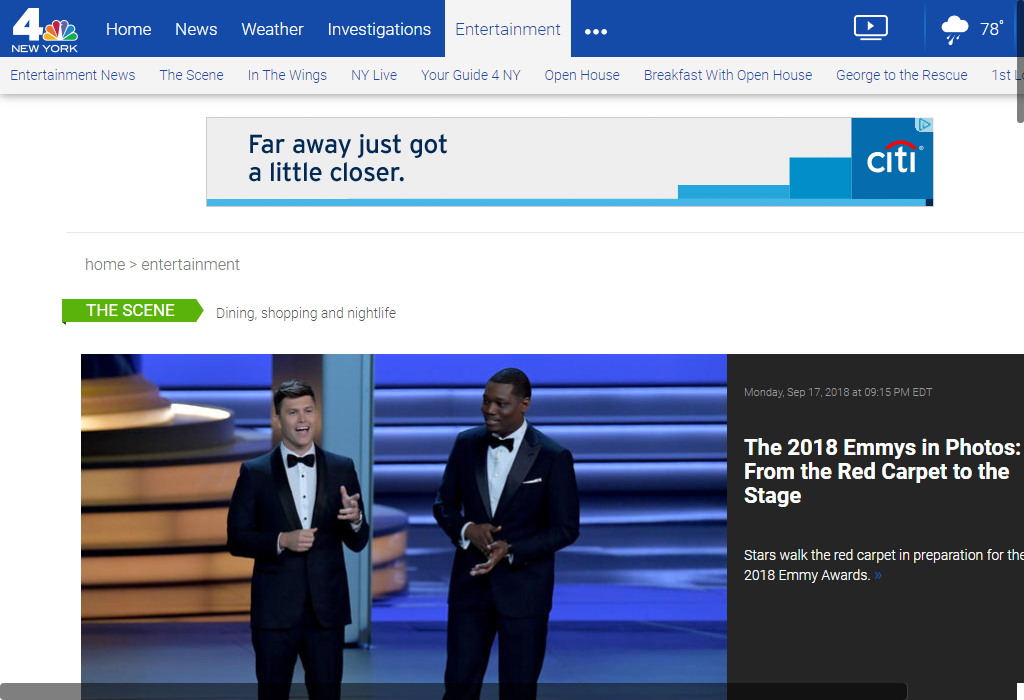 4
NEW YORK
Home News Weather Investigations Entertainment •••
78°
Entertainment News The Scene In The Wings NY Live Your Guide 4 NY Open House Breakfast With Open House George to the Rescue 1st
Far away just got
a little closer.
citi®
home > entertainment
THE SCENE Dining, shopping and nightlife
Monday, Sep 17, 2018 at 09:15 PM EDT
The 2018 Emmys in Photos:
From the Red Carpet to the
Stage
Stars walk the red carpet in preparation for the
2018 Emmy Awards. »